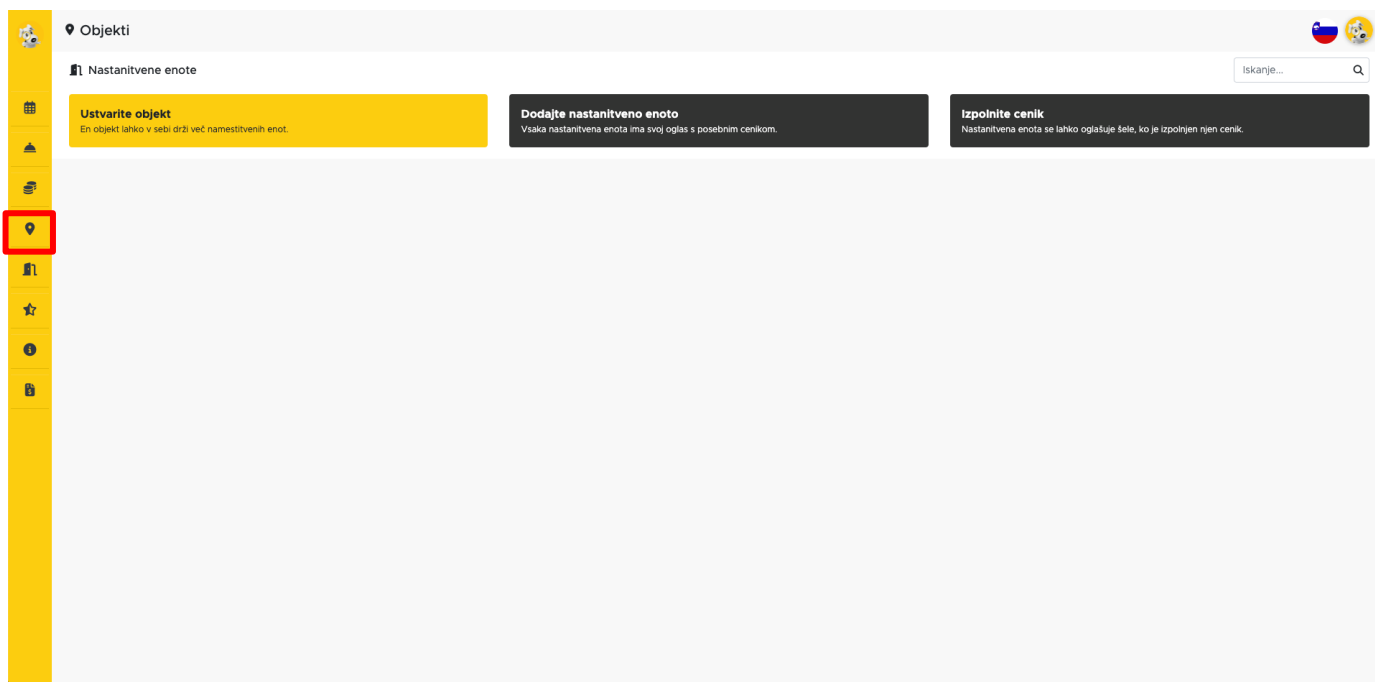 Objekti
Nastanitvene enote
Iskanje...
Ustvarite objekt
En objekt lahko v sebi drži več namestitvenih enot.
Dodajte nastanitveno enoto
Vsaka nastanitvena enota ima svoj oglas s posebnim cenikom.
Izpolnite cenik
Nastanitvena enota se lahko oglašuje šele, ko je izpolnjen njen cenik.